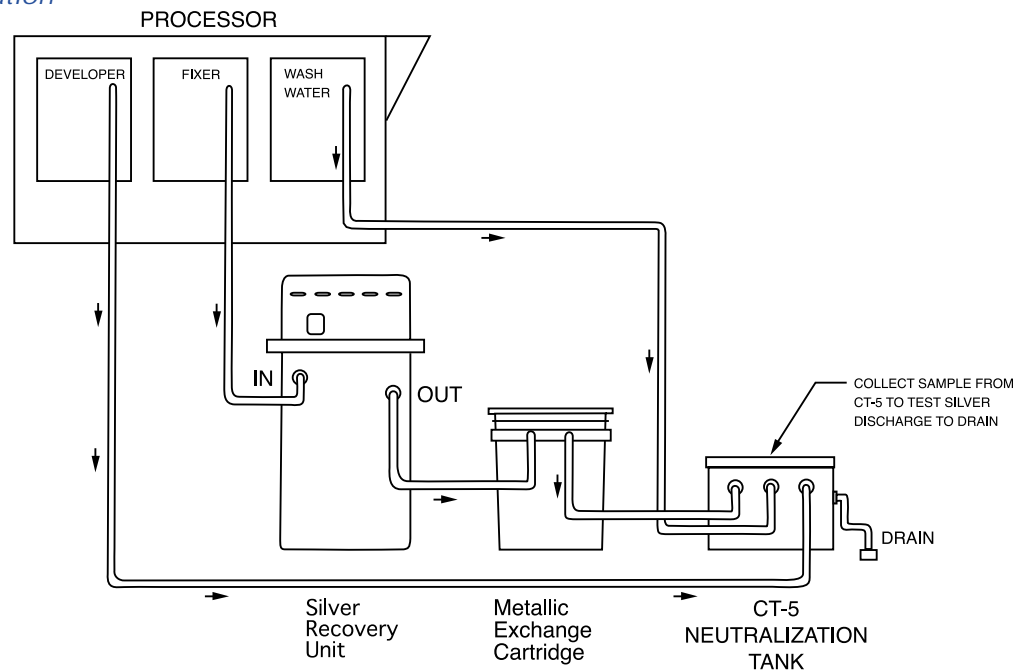 PROCESSOR
DEVELOPER
FIXER
WASH
WATER
IN
OUT
COLLECT SAMPLE FROM
CT-5 TO TEST SILVER
DISCHARGE TO DRAIN
DRAIN
Silver
Recovery
Unit
Metallic
Exchange
Cartridge
CT-5
NEUTRALIZATION
TANK